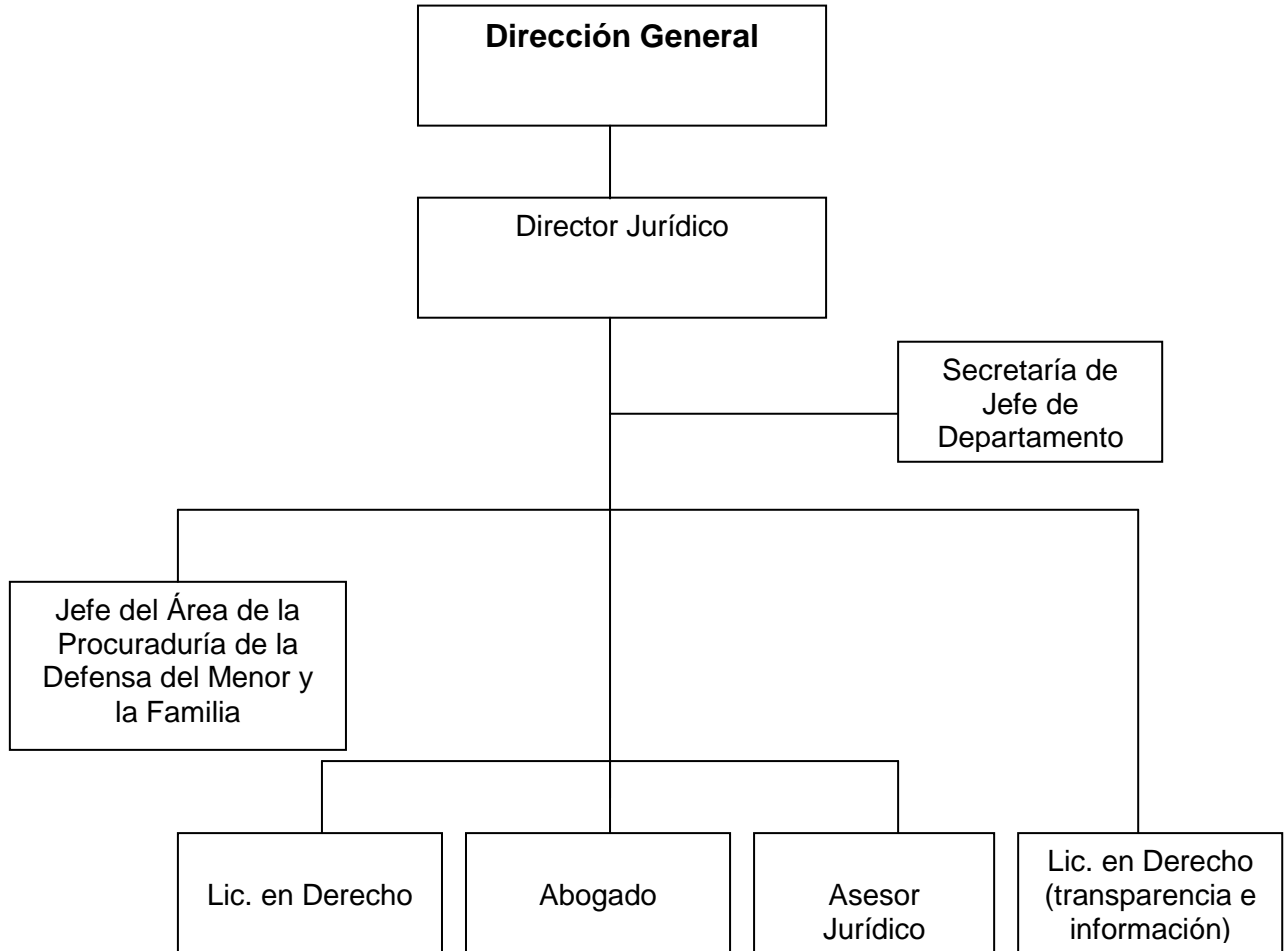 Dirección General
Director Jurídico
Secretaría de
Jefe de
Departamento
Jefe del Área de la
Procuraduría de la
Defensa del Menor y
la Familia
Lic. en Derecho
Abogado
Asesor
Jurídico
Lic. en Derecho
(transparencia e
información)